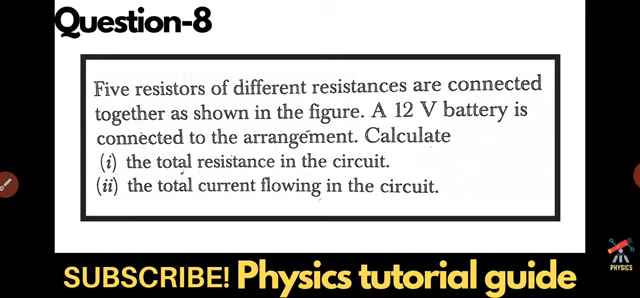 Question-8
Five resistors of different resistances are connected
together as shown in the figure. A 12 V battery is
connected to the arrangement. Calculate
(i) the total resistance in the circuit.
(ii) the total current flowing in the circuit.
PHYSICS
SUBSCRIBE! Physics tutorial guide